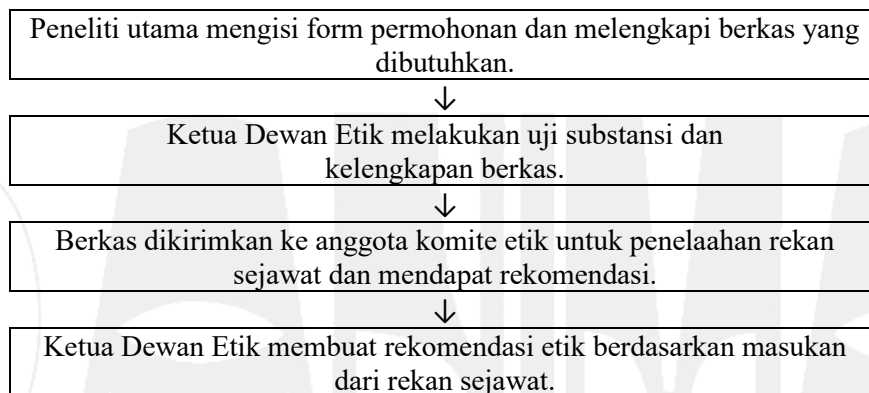 Peneliti utama mengisi form permohonan dan melengkapi berkas yang
dibutuhkan.
↓
Ketua Dewan Etik melakukan uji substansi dan
kelengkapan berkas.
↓
Berkas dikirimkan ke anggota komite etik untuk penelaahan rekan
sejawat dan mendapat rekomendasi.
↓
Ketua Dewan Etik membuat rekomendasi etik berdasarkan masukan
dari rekan sejawat.